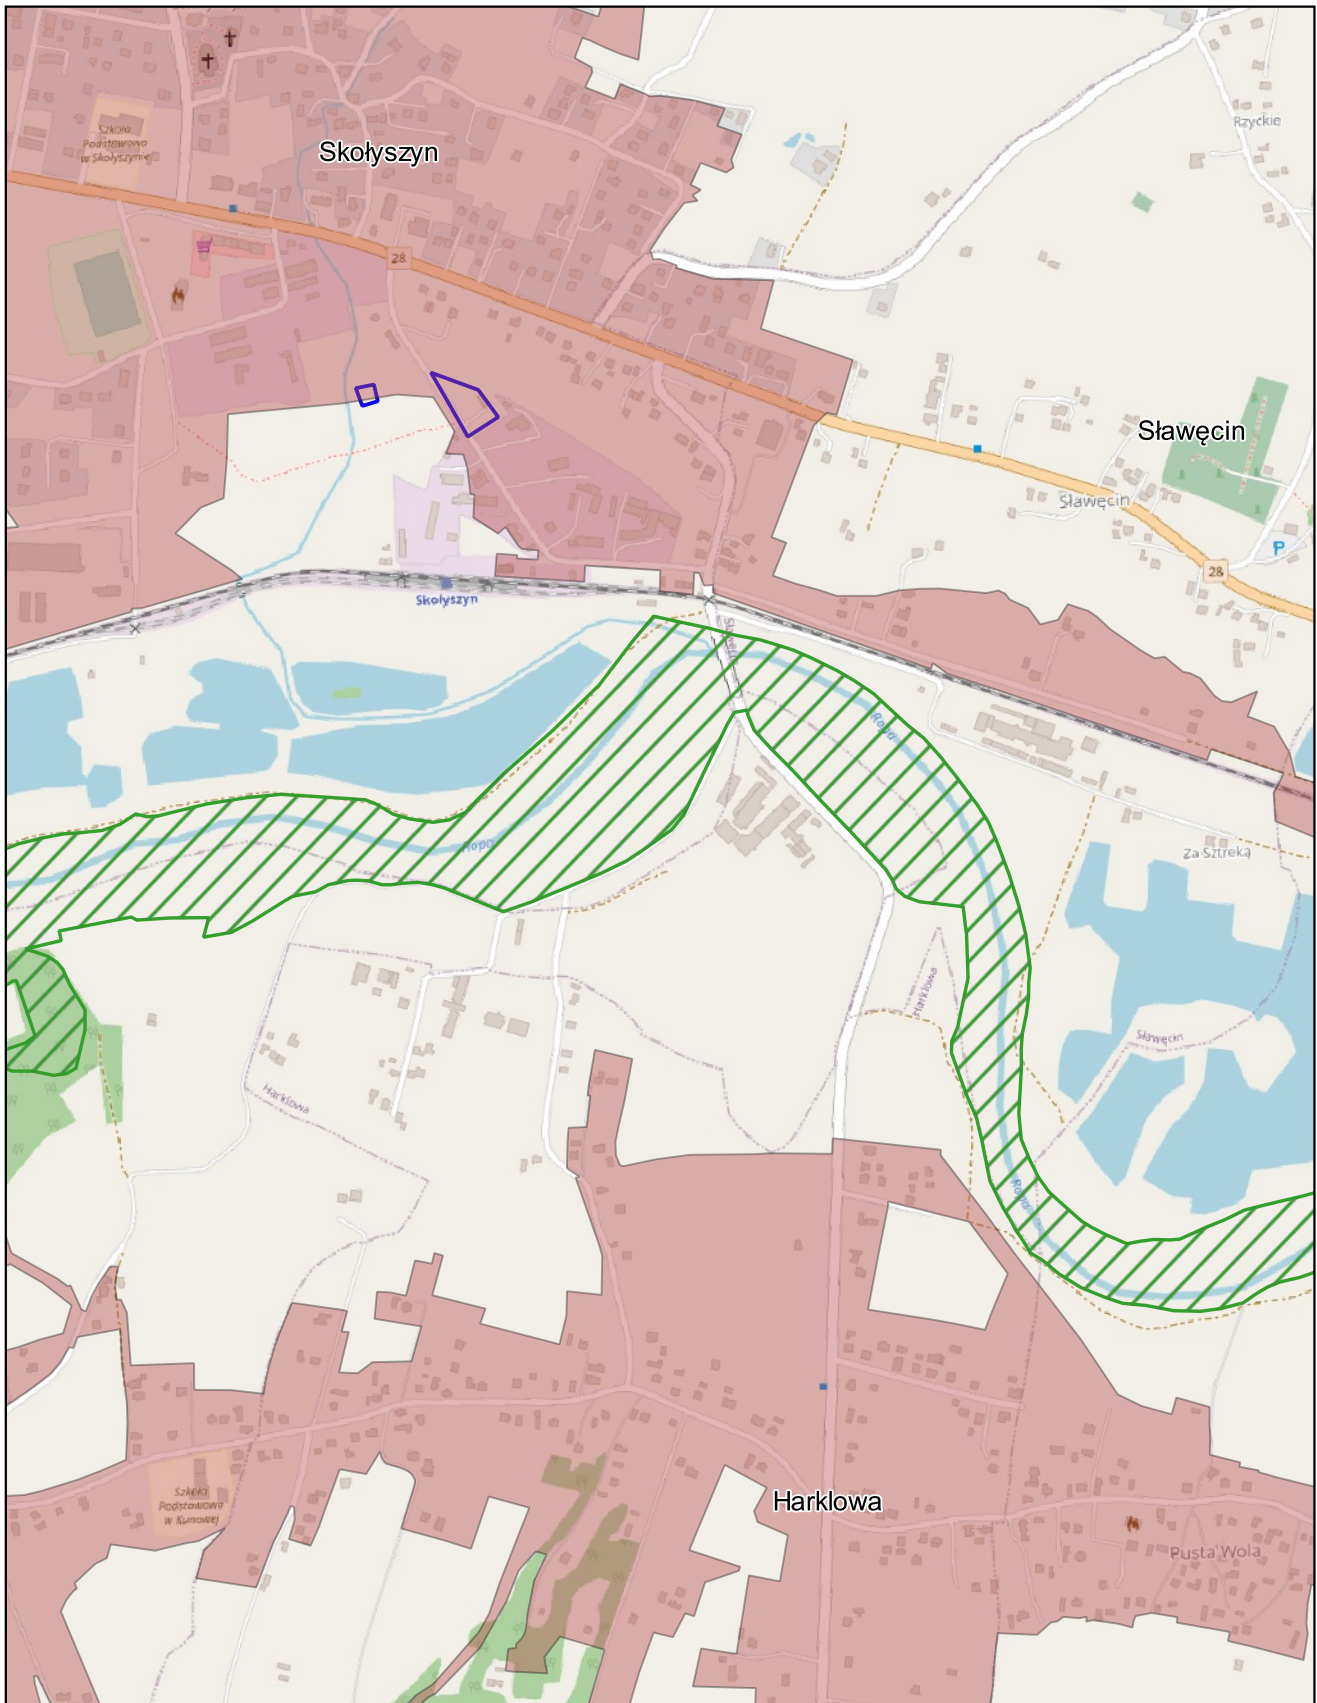 Rzyckie
Szkoła
Podstawowa
w Skołyszynie
Skołyszyn
28
Sławęcin
Sławęcin
P
28
Skołyszyn
Sławęcin
Ropa
Ropa
Za Sztreką
Harklowa
Sławęcin
Harklowa
Ropa
Szkoła
Podstawowa
w Kunowej
Harklowa
Pusta Wola